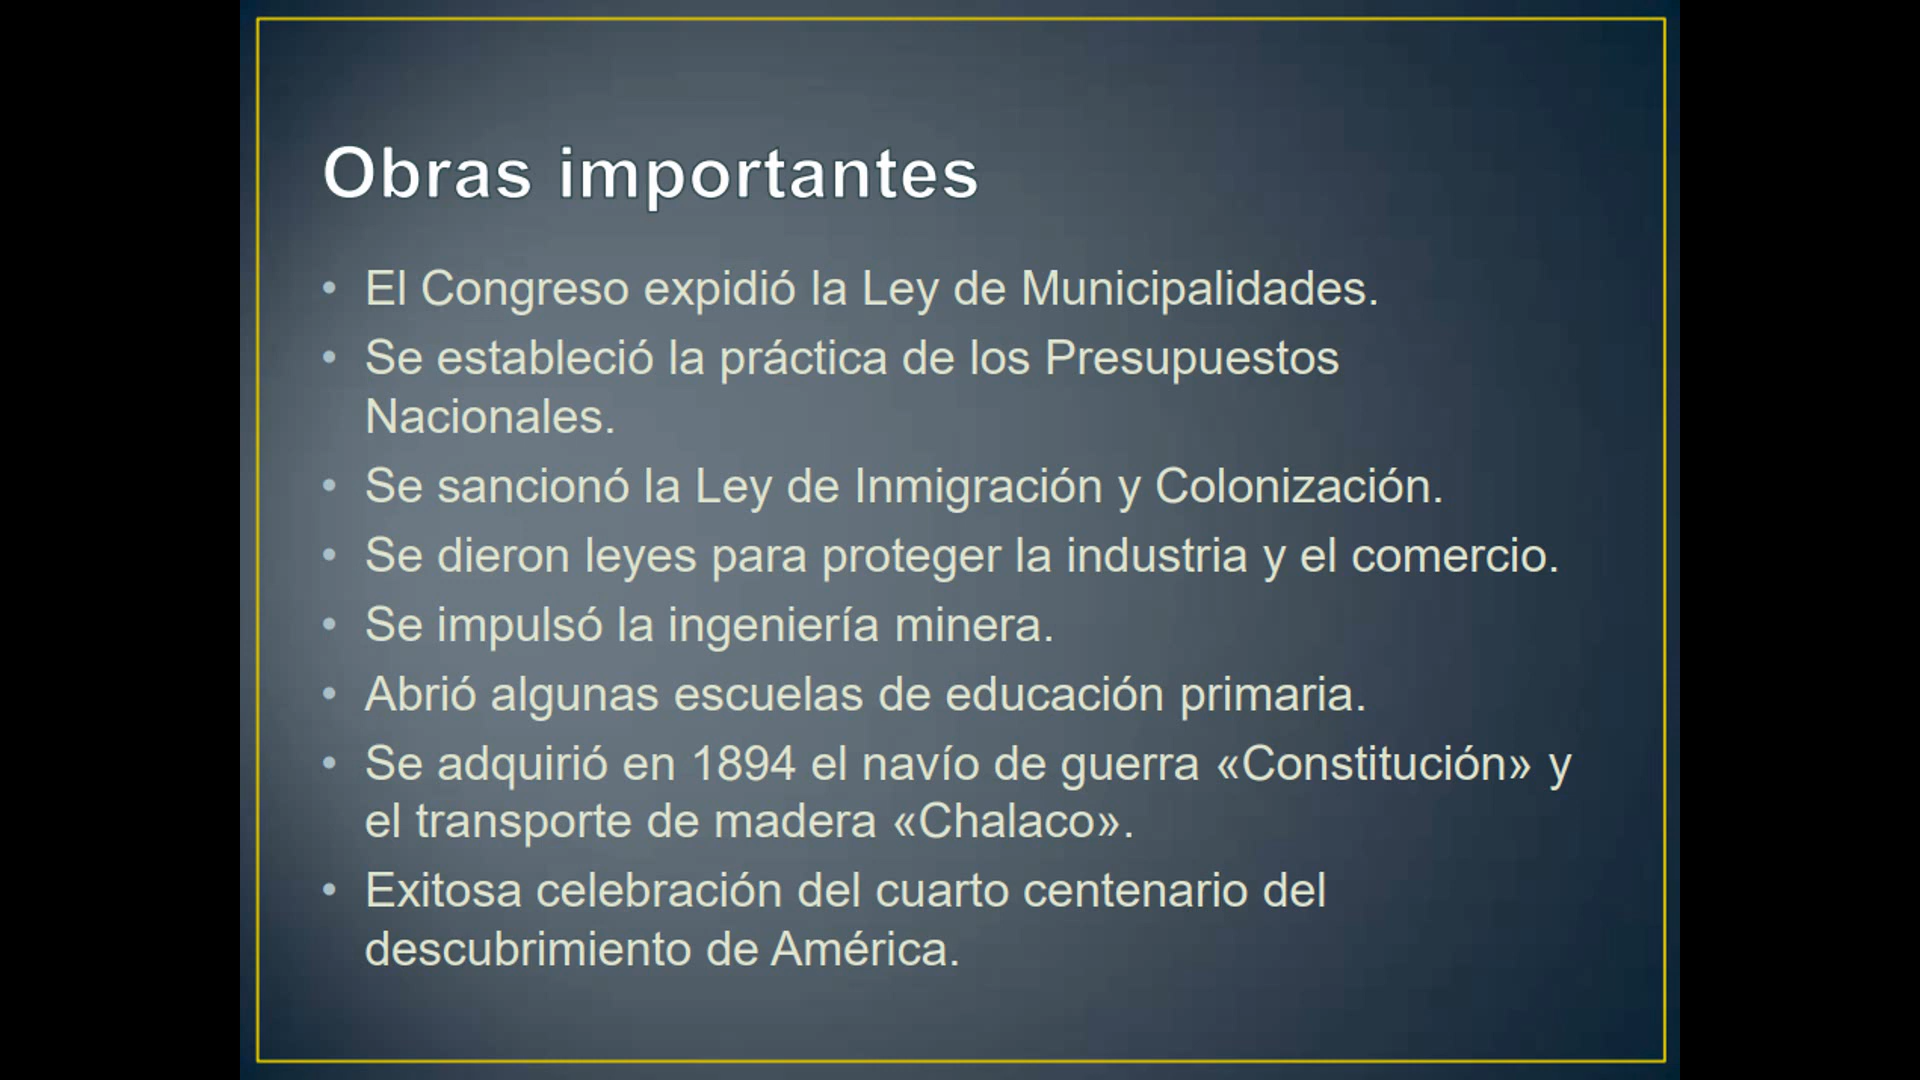 Obras importantes
• El Congreso expidió la Ley de Municipalidades.
• Se estableció la práctica de los Presupuestos
Nacionales.
• Se sancionó la Ley de Inmigración y Colonización.
• Se dieron leyes para proteger la industria y el comercio.
• Se impulsó la ingeniería minera.
• Abrió algunas escuelas de educación primaria.
• Se adquirió en 1894 el navío de guerra «Constitución» y
el transporte de madera «Chalaco».
• Exitosa celebración del cuarto centenario del
descubrimiento de América.